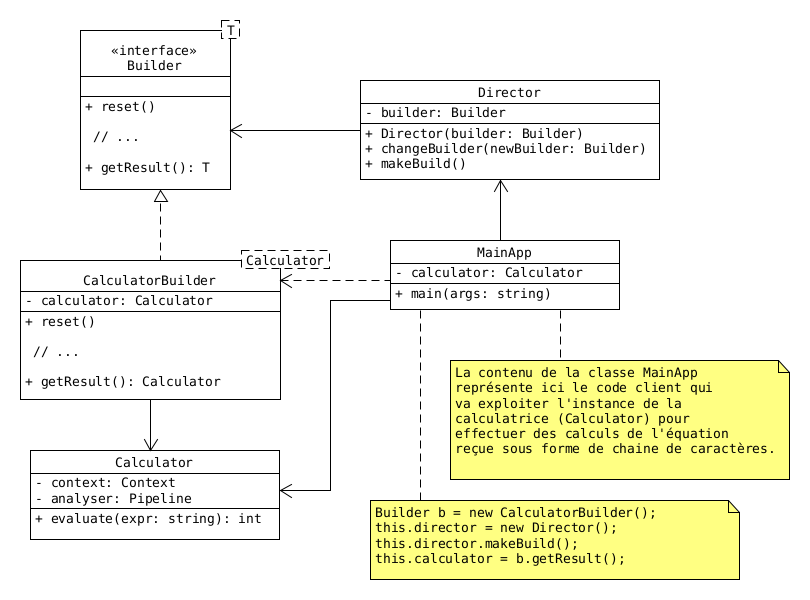 T
«interface»
Builder
+ reset()
// ...
+ getResult(): T
Director
- builder: Builder
+ Director(builder: Builder)
+ changeBuilder(newBuilder: Builder)
+ makeBuild()
Calculator
CalculatorBuilder
- calculator: Calculator
+ reset()
// ...
+ getResult(): Calculator
MainApp
- calculator: Calculator
+ main(args: string)
La contenu de la classe MainApp
représente ici le code client qui
va exploiter l'instance de la
calculatrice (Calculator) pour
effectuer des calculs de l'équation
reçue sous forme de chaine de caractères.
Calculator
- context: Context
- analyser: Pipeline
+ evaluate(expr: string): int
Builder b = new CalculatorBuilder();
this.director = new Director();
this.director.makeBuild();
this.calculator = b.getResult();